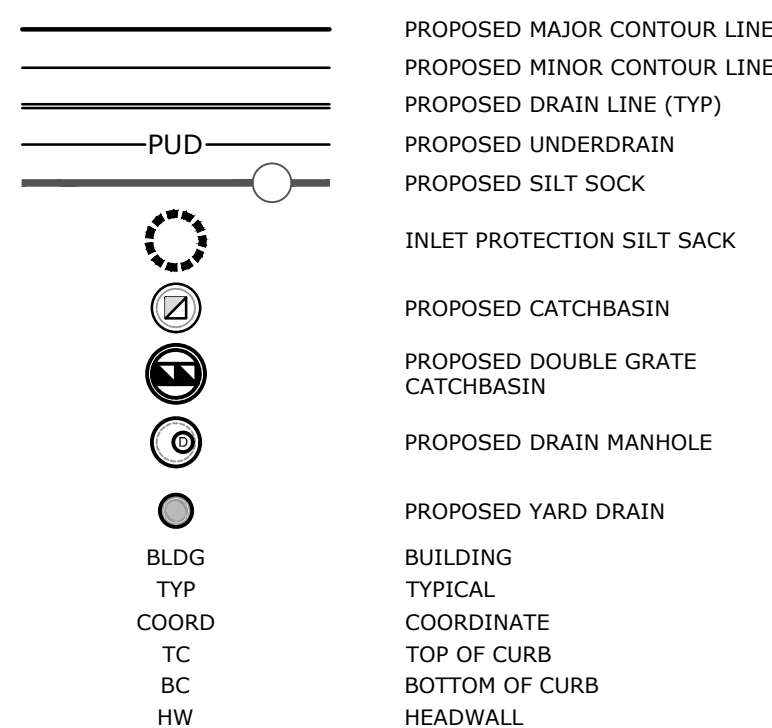 PROPOSED MAJOR CONTOUR LINE
PROPOSED MINOR CONTOUR LINE
PROPOSED DRAIN LINE (TYP)
PUD PROPOSED UNDERDRAIN
PROPOSED SILT SOCK
INLET PROTECTION SILT SACK
PROPOSED CATCHBASIN
PROPOSED DOUBLE GRATE
CATCHBASIN
D PROPOSED DRAIN MANHOLE
PROPOSED YARD DRAIN
BLDG BUILDING
TYP TYPICAL
COORD COORDINATE
TC TOP OF CURB
BC BOTTOM OF CURB
HW HEADWALL